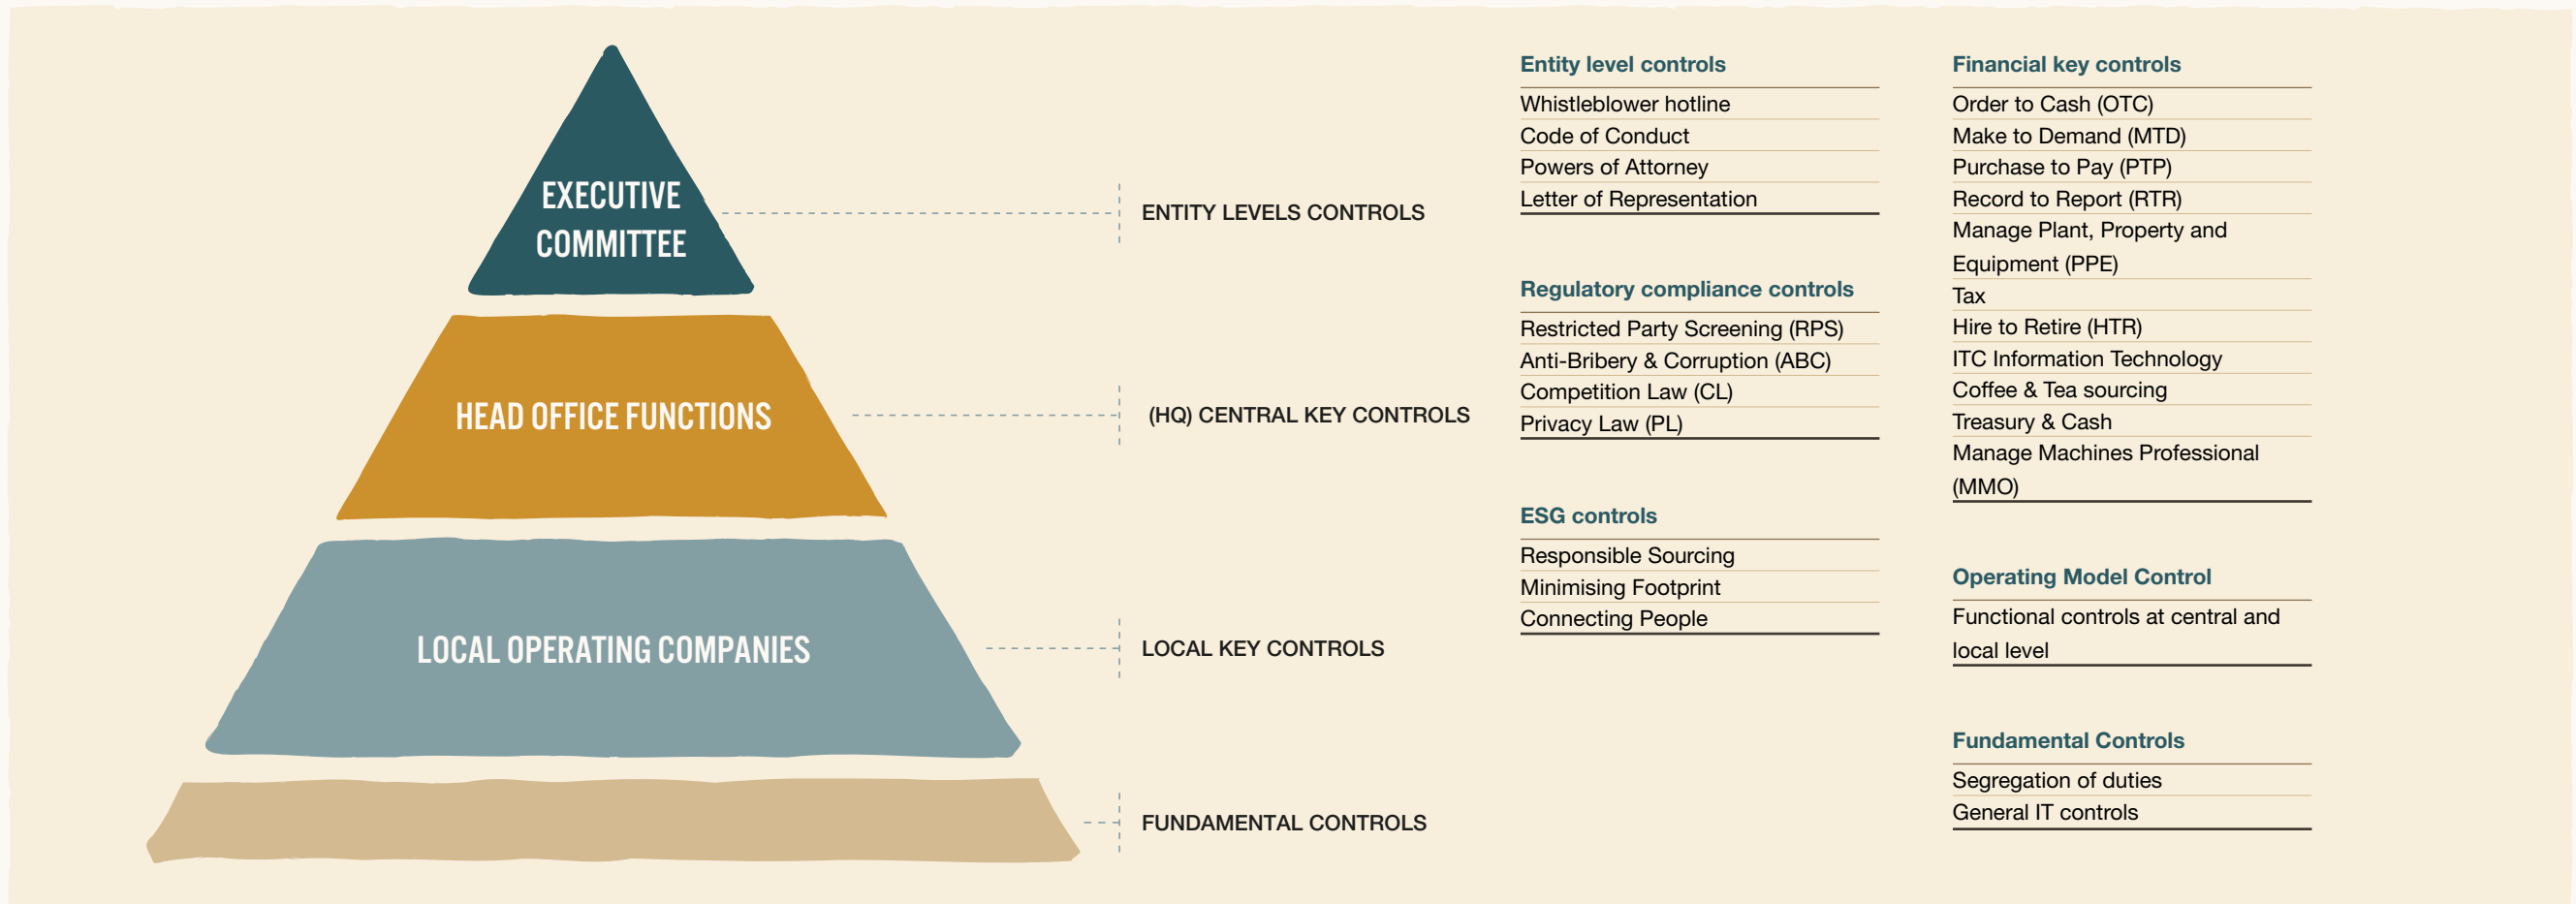 EXECUTIVE
COMMITTEE
HEAD OFFICE FUNCTIONS
LOCAL OPERATING COMPANIES
ENTITY LEVELS CONTROLS
(HQ) CENTRAL KEY CONTROLS
LOCAL KEY CONTROLS
FUNDAMENTAL CONTROLS
Entity level controls
Whistleblower hotline
Code of Conduct
Powers of Attorney
Letter of Representation
Regulatory compliance controls
Restricted Party Screening (RPS)
Anti-Bribery & Corruption (ABC)
Competition Law (CL)
Privacy Law (PL)
ESG controls
Responsible Sourcing
Minimising Footprint
Connecting People
Financial key controls
Order to Cash (OTC)
Make to Demand (MTD)
Purchase to Pay (PTP)
Record to Report (RTR)
Manage Plant, Property and
Equipment (PPE)
Tax
Hire to Retire (HTR)
ITC Information Technology
Coffee & Tea sourcing
Treasury & Cash
Manage Machines Professional
(MMO)
Operating Model Control
Functional controls at central and
local level
Fundamental Controls
Segregation of duties
General IT controls